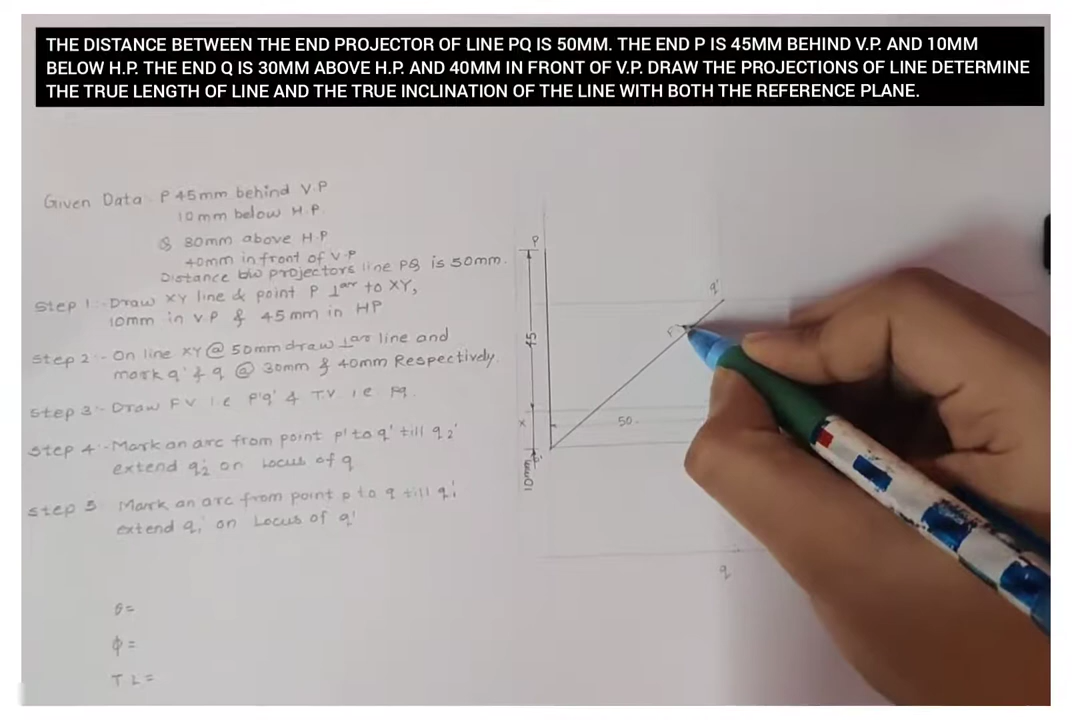 THE DISTANCE BETWEEN THE END PROJECTOR OF LINE PQ IS 50MM. THE END P IS 45MM BEHIND V.P. AND 10MM
BELOW H.P. THE END Q IS 30MM ABOVE H.P. AND 40MM IN FRONT OF V.P. DRAW THE PROJECTIONS OF LINE DETERMINE
THE TRUE LENGTH OF LINE AND THE TRUE INCLINATION OF THE LINE WITH BOTH THE REFERENCE PLANE.
Given Data: P 45mm behind V.P
10mm below H.P
Q 30mm above H.P
40mm in front of V.P
Distance b/w projectors line PQ is 50mm.
Step 1:- Draw XY line & point P ⊥ar to XY,
10mm in V.P & 45mm in HP
Step 2:- On line XY @ 50mm draw ⊥ar line and
mark q' & q @ 30mm & 40mm Respectively.
Step 3:- Draw FV i.e P'q' & T.V i.e Pq.
Step 4:- Mark an arc from point p' to q' till q2'
extend q2' on Locus of q
Step 5 Mark an arc from point p to q till q1'
extend q1' on Locus of q'
θ =
ϕ =
TL =
P
45
x
10mm
50
q'
q